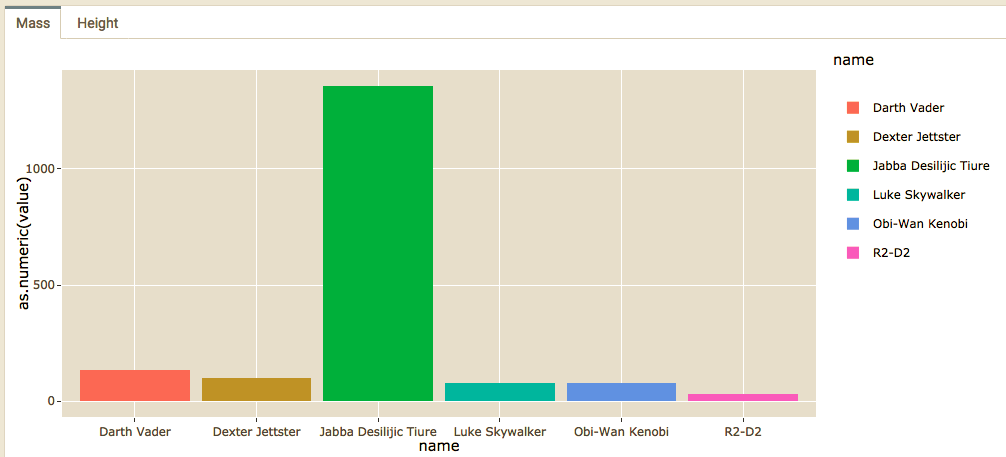 Mass Height
name
Darth Vader
Dexter Jettster
Jabba Desilijic Tiure
Luke Skywalker
Obi-Wan Kenobi
R2-D2
as.numeric(value)
1000
500
0
Darth Vader Dexter Jettster Jabba Desilijic Tiure Luke Skywalker Obi-Wan Kenobi R2-D2
name